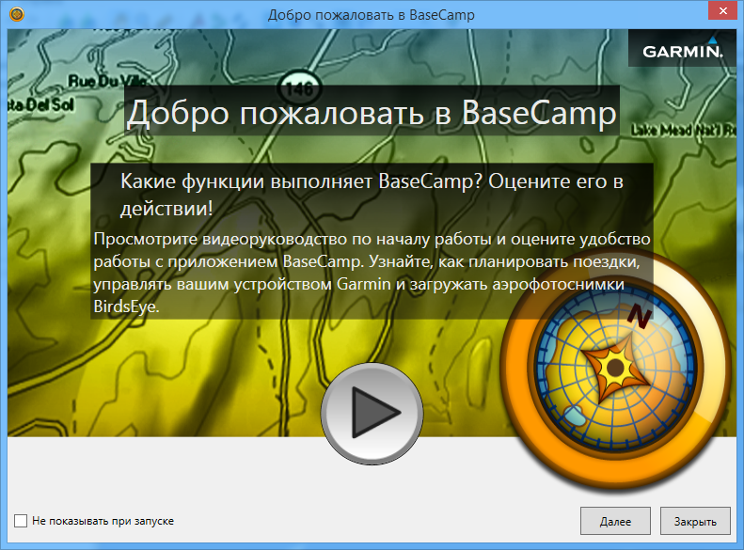 Добро пожаловать в BaseCamp
GARMIN
Rue Du Ville
sta Del Sol
146
Добро пожаловать в BaseCamp
Lake Mead Nat'l Re
Какие функции выполняет BaseCamp? Оцените его в
действии!
Просмотрите видеоруководство по началу работы и оцените удобство
работы с приложением BaseCamp. Узнайте, как планировать поездки,
управлять вашим устройством Garmin и загружать аэрофотоснимки
BirdsEye.
N
Не показывать при запуске
Далее
Закрыть